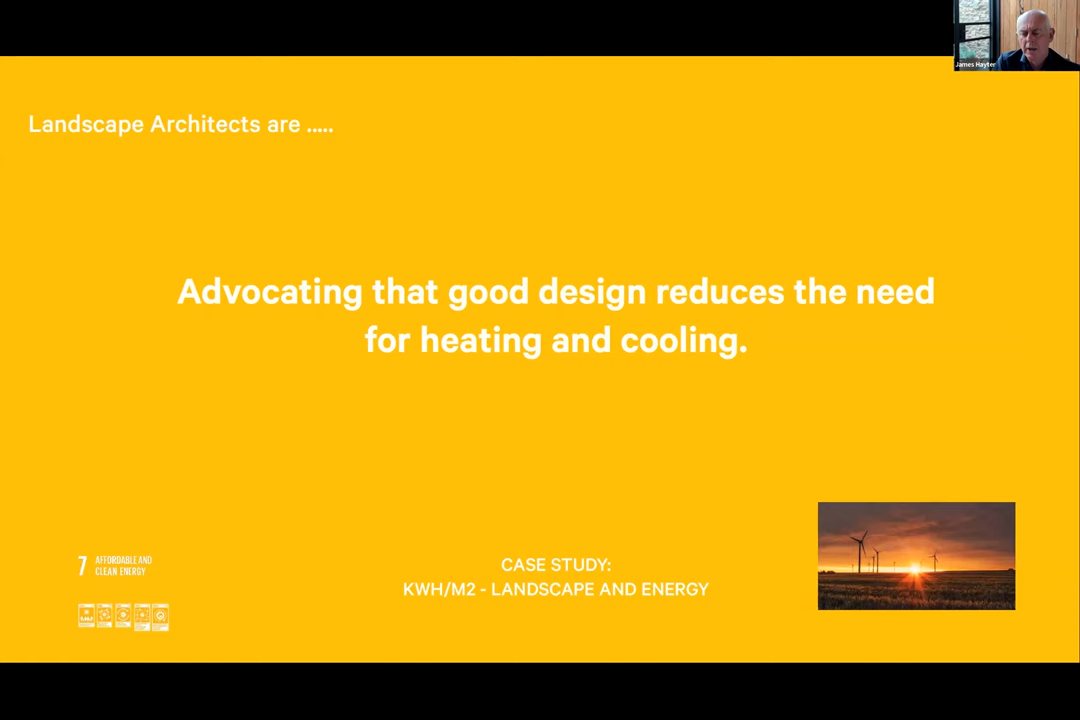 James Hayter
Landscape Architects are .....
Advocating that good design reduces the need
for heating and cooling.
7 AFFORDABLE AND
CLEAN ENERGY
CASE STUDY:
KWH/M2 - LANDSCAPE AND ENERGY